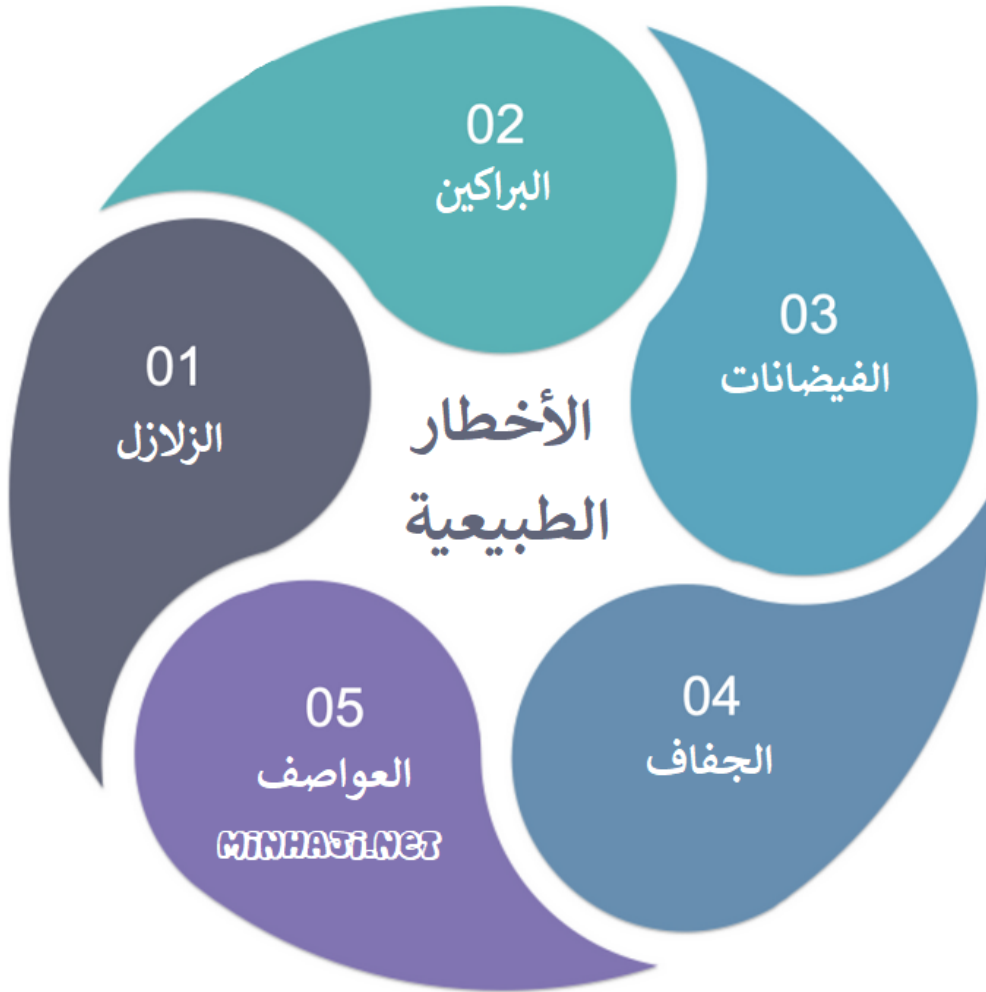 الأخطار
الطبيعية
01
الزلازل
02
البراكين
03
الفيضانات
04
الجفاف
05
العواصف
MINHAJI.NET